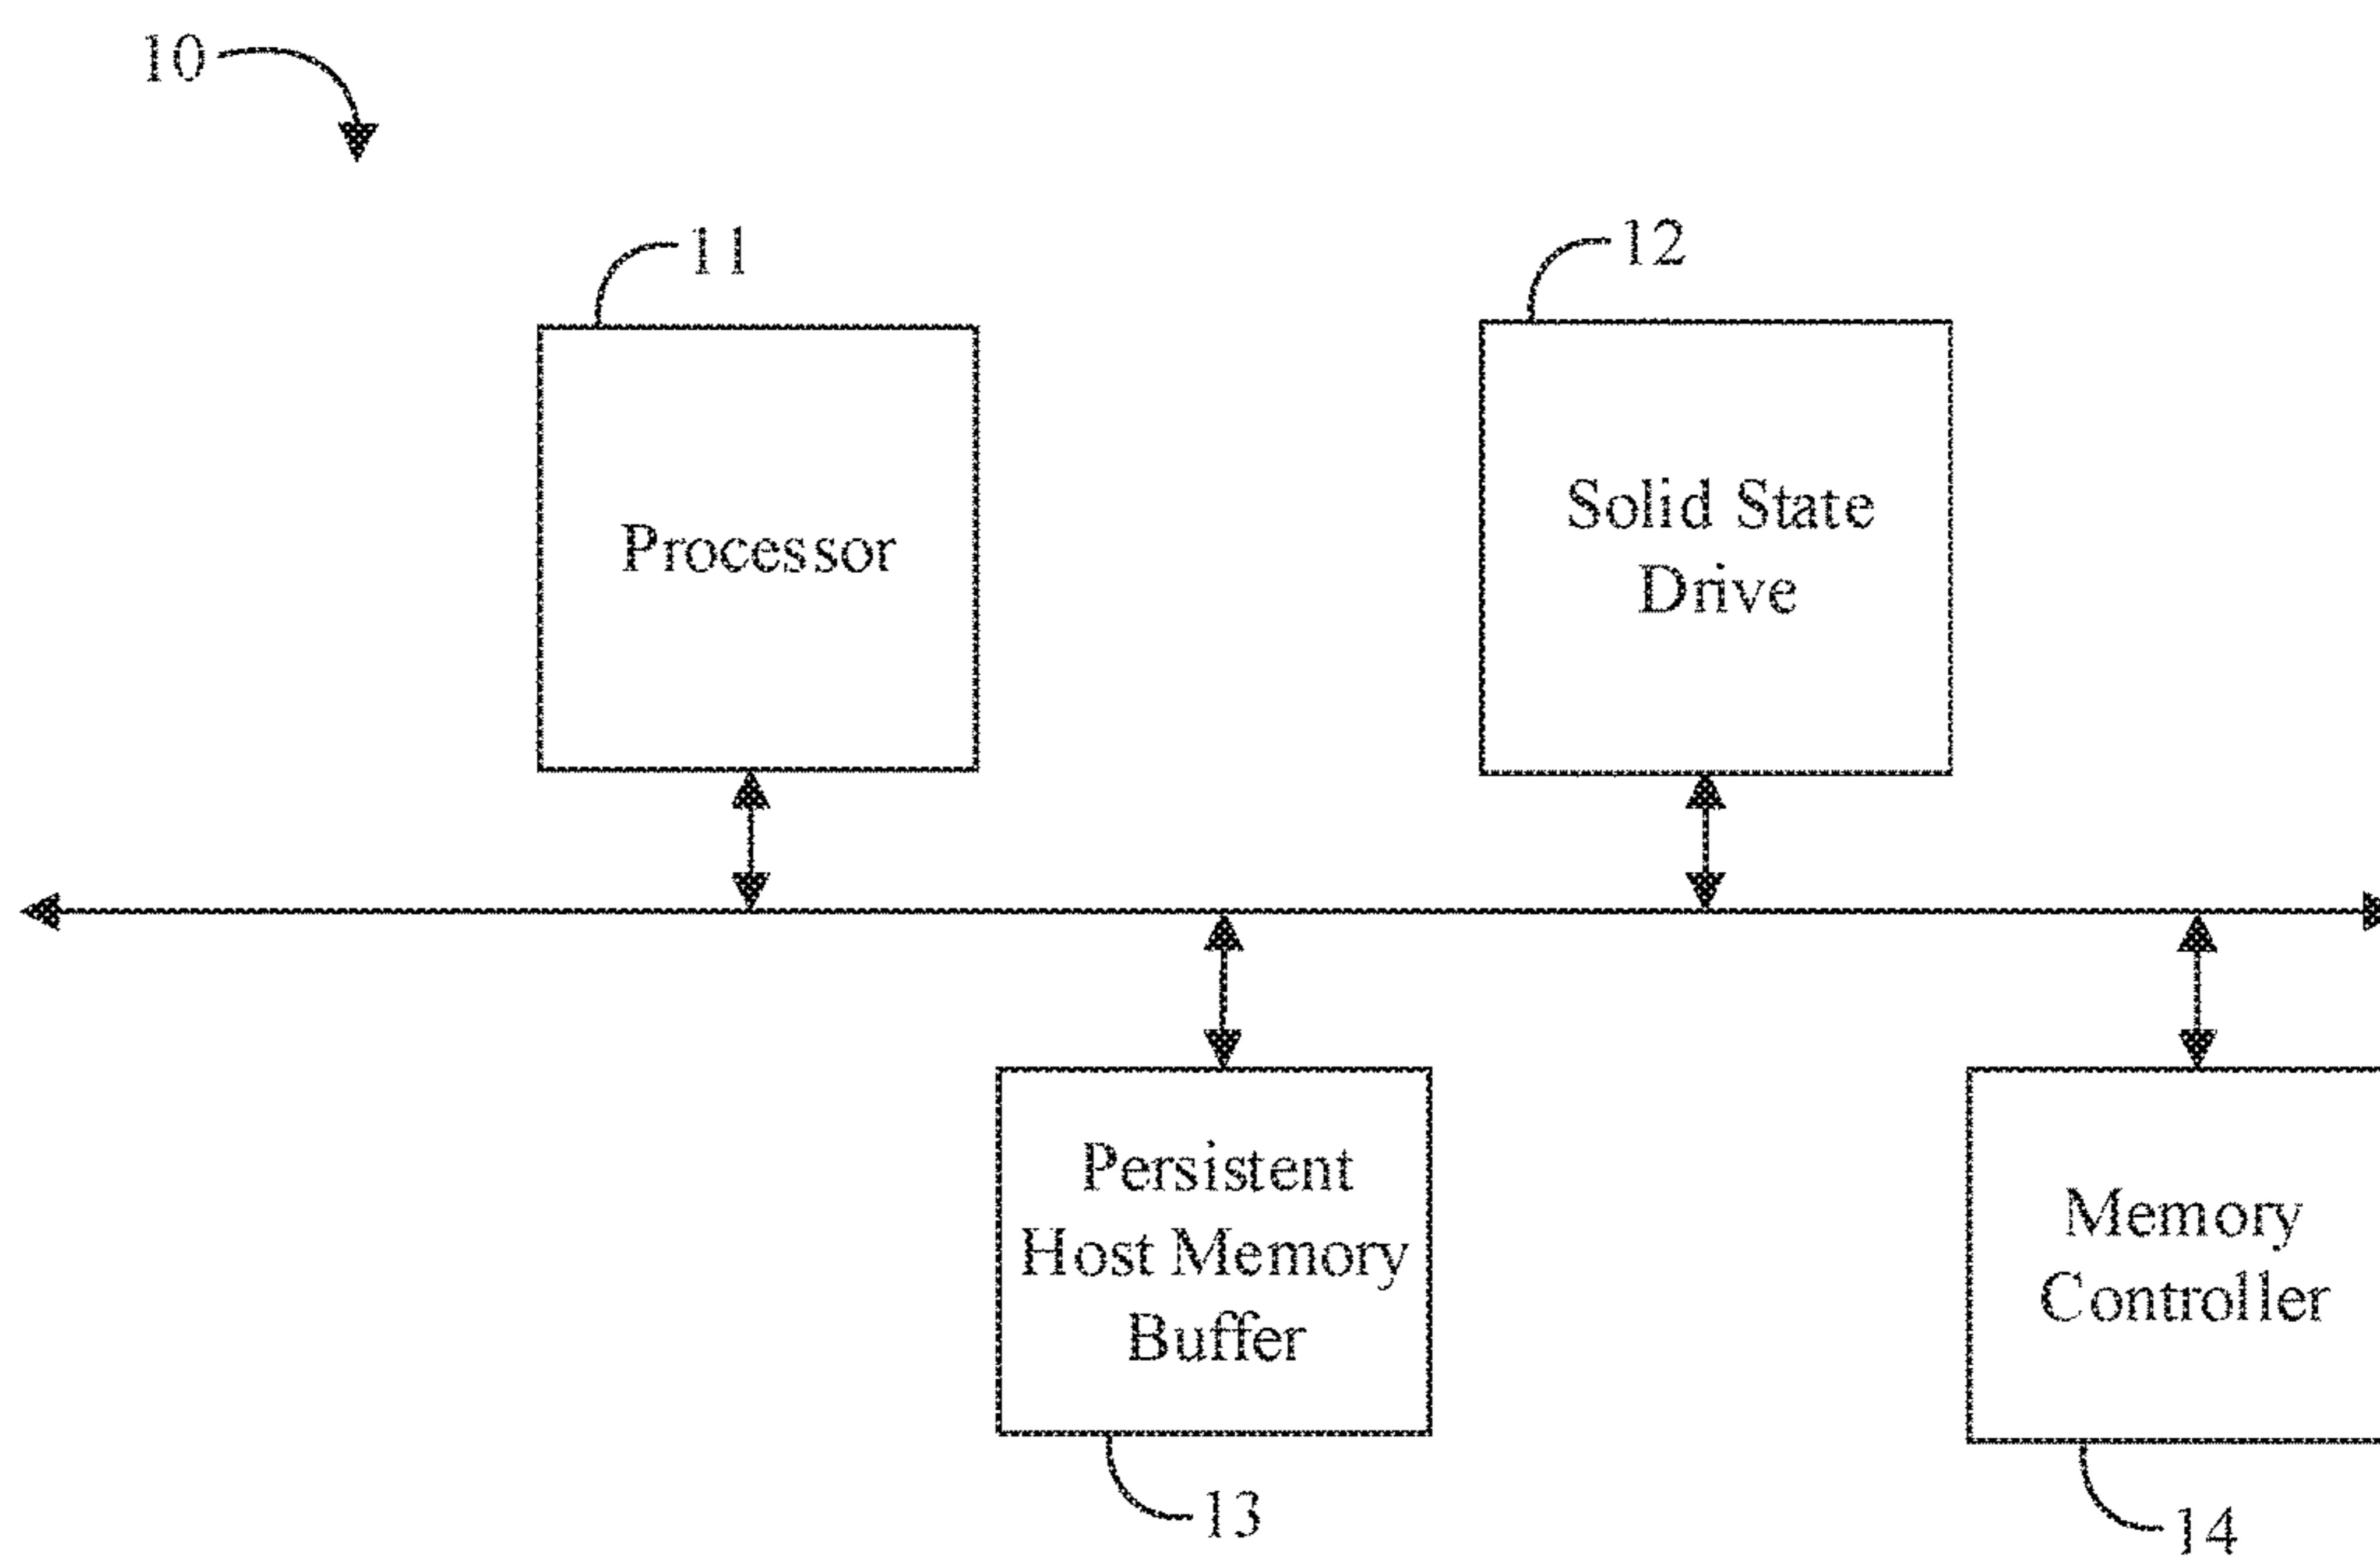 10
11
12
Processor
Solid State
Drive
Persistent
Host Memory
Buffer
Memory
Controller
13
14